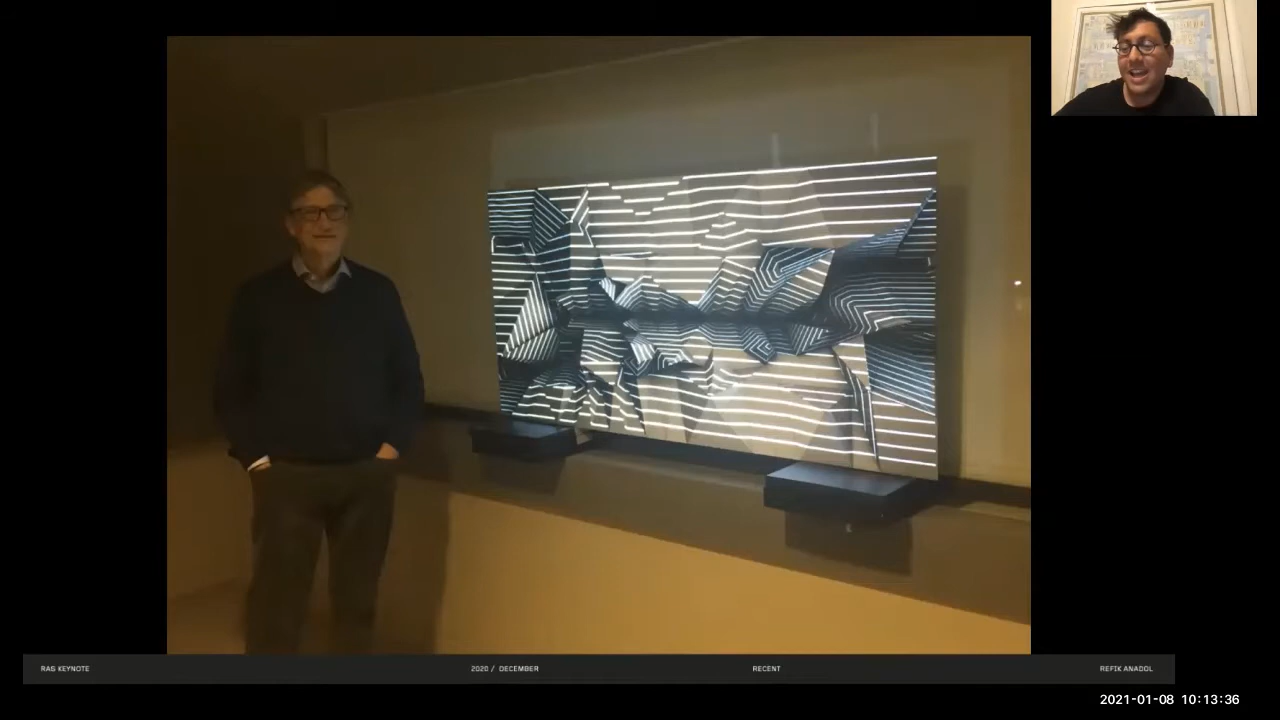 RAS KEYNOTE
2020 / DECEMBER
RECENT
REFIK ANADOL
2021-01-08 10:13:36